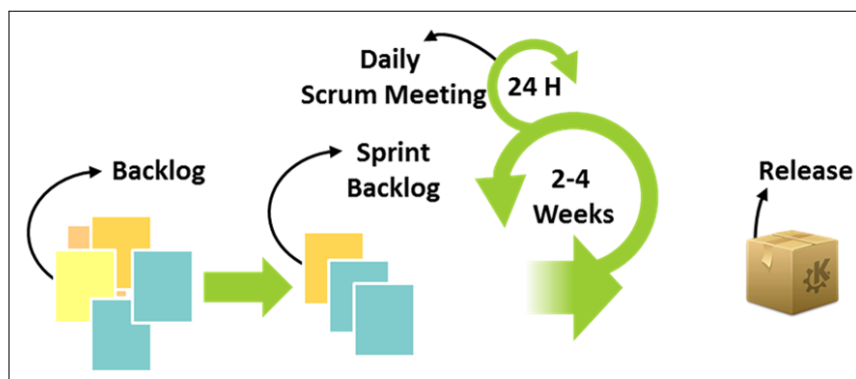 Daily
Scrum Meeting
24 H
Backlog
Sprint
Backlog
2-4
Weeks
Release